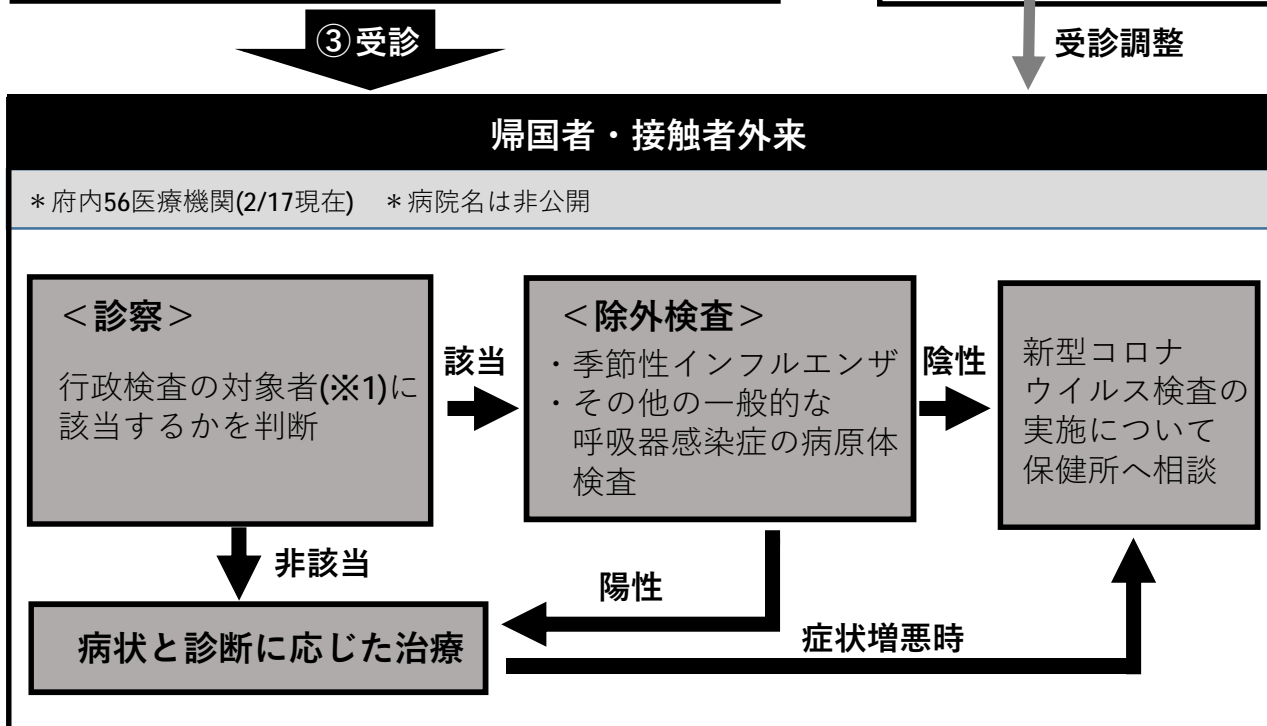 ③受診
受診調整
帰国者・接触者外来
＊府内56医療機関(2/17現在)　＊病院名は非公開
＜診察＞
行政検査の対象者(※1)に
該当するかを判断
該当
＜除外検査＞
・季節性インフルエンザ
・その他の一般的な
呼吸器感染症の病原体
検査
陰性
新型コロナ
ウイルス検査の
実施について
保健所へ相談
非該当
陽性
病状と診断に応じた治療
症状増悪時